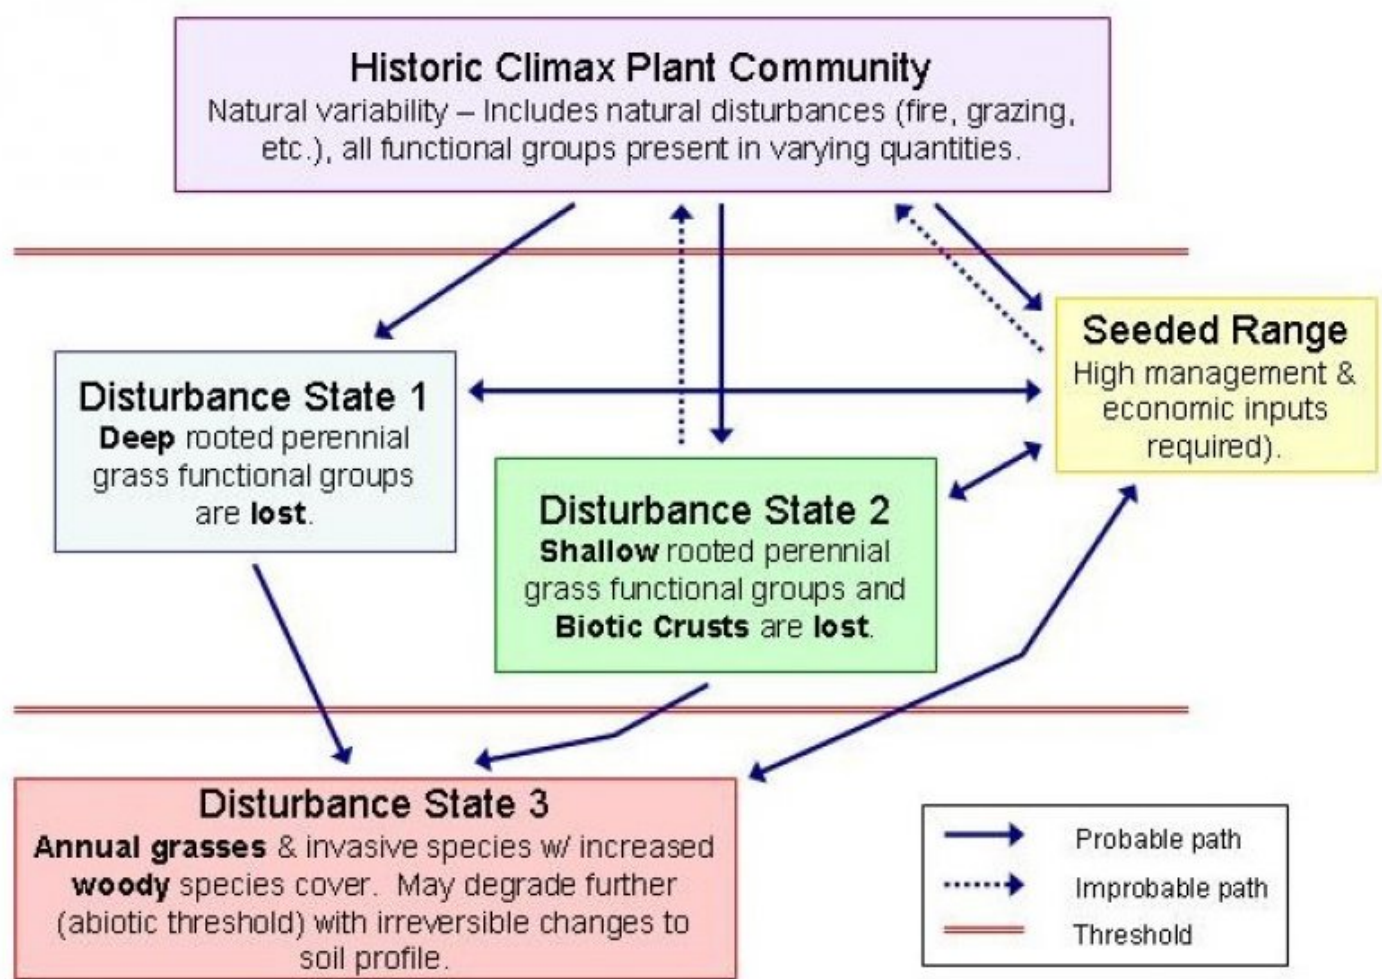 Historic Climax Plant Community
Natural variability – Includes natural disturbances (fire, grazing,
etc.), all functional groups present in varying quantities.
Seeded Range
High management &
economic inputs
required).
Disturbance State 1
Deep rooted perennial
grass functional groups
are lost.
Disturbance State 2
Shallow rooted perennial
grass functional groups and
Biotic Crusts are lost.
Disturbance State 3
Annual grasses & invasive species w/ increased
woody species cover. May degrade further
(abiotic threshold) with irreversible changes to
soil profile.
Probable path
Improbable path
Threshold